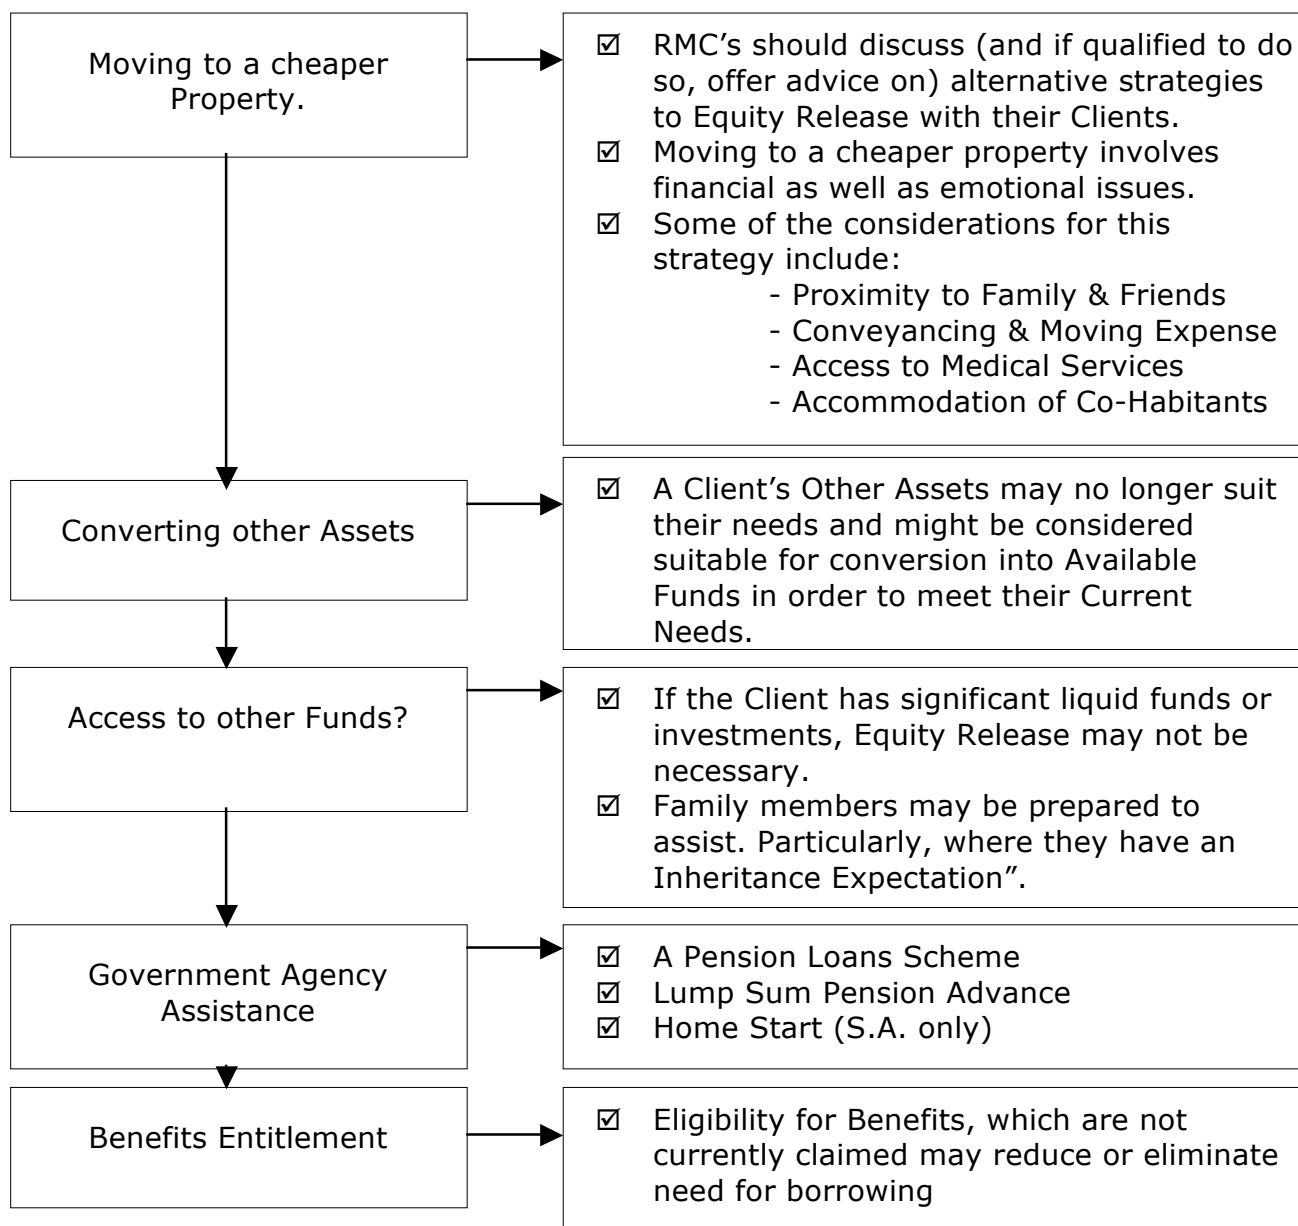 Moving to a cheaper
Property.
☑ RMC’s should discuss (and if qualified to do
so, offer advice on) alternative strategies
to Equity Release with their Clients.
☑ Moving to a cheaper property involves
financial as well as emotional issues.
☑ Some of the considerations for this
strategy include:
- Proximity to Family & Friends
- Conveyancing & Moving Expense
- Access to Medical Services
- Accommodation of Co-Habitants
Converting other Assets
☑ A Client’s Other Assets may no longer suit
their needs and might be considered
suitable for conversion into Available
Funds in order to meet their Current
Needs.
Access to other Funds?
☑ If the Client has significant liquid funds or
investments, Equity Release may not be
necessary.
☑ Family members may be prepared to
assist. Particularly, where they have an
Inheritance Expectation”.
Government Agency
Assistance
☑ A Pension Loans Scheme
☑ Lump Sum Pension Advance
☑ Home Start (S.A. only)
Benefits Entitlement
☑ Eligibility for Benefits, which are not
currently claimed may reduce or eliminate
need for borrowing